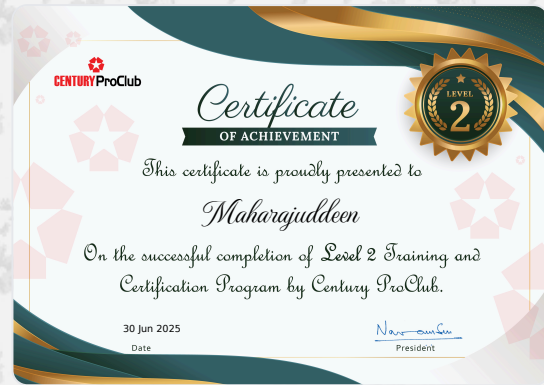 CENTURY ProClub
LEVEL
2
Certificate
OF ACHIEVEMENT
This certificate is proudly presented to
Maharajuddeen
On the successful completion of Level 2 Training and
Certification Program by Century ProClub.
30 Jun 2025
Date
President